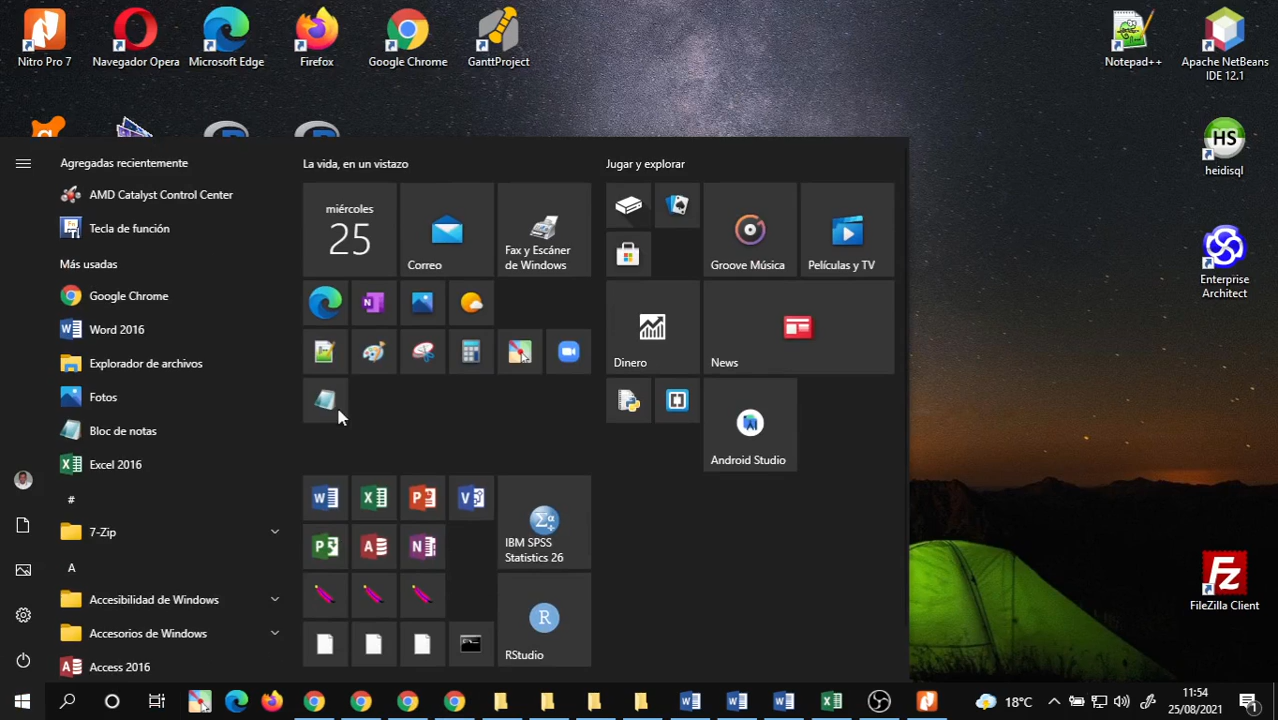 Nitro Pro 7
Navegador Opera
Microsoft Edge
Firefox
Google Chrome
GanttProject
Notepad++
Apache NetBeans
IDE 12.1
HS
heidisql
Enterprise
Architect
FileZilla Client
Agregadas recientemente
AMD Catalyst Control Center
Tecla de función
Más usadas
Google Chrome
Word 2016
Explorador de archivos
Fotos
Bloc de notas
Excel 2016
#
7-Zip
A
Accesibilidad de Windows
Accesorios de Windows
Access 2016
La vida, en un vistazo
miércoles
25
Correo
Fax y Escáner
de Windows
IBM SPSS
Statistics 26
RStudio
Jugar y explorar
Groove Música
Películas y TV
Dinero
News
Android Studio
18°C
11:54
25/08/2021
1